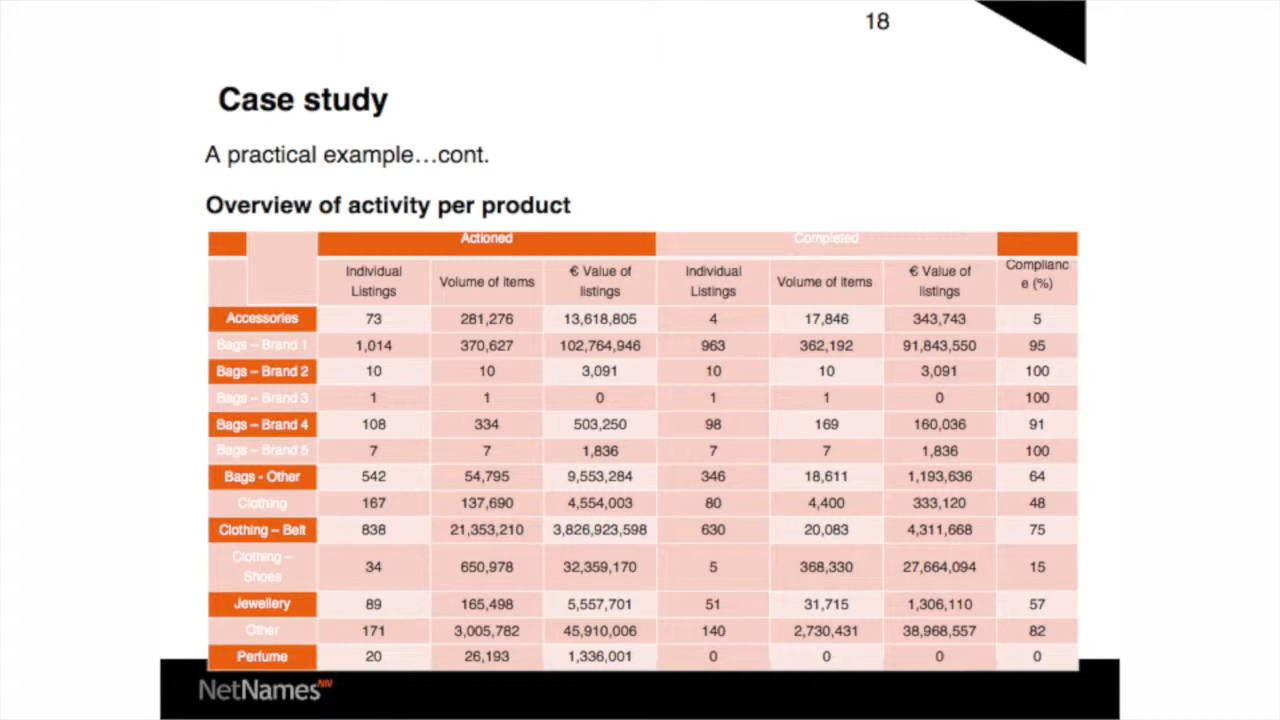 18
Case study
A practical example…cont.
Overview of activity per product
Actioned Completed
Individual Listings Volume of items € Value of listings Individual Listings Volume of items € Value of listings Complianc e (%)
Accessories 73 281,276 13,618,805 4 17,846 343,743 5
Bags – Brand 1 1,014 370,627 102,764,946 963 362,192 91,843,550 95
Bags – Brand 2 10 10 3,091 10 10 3,091 100
Bags – Brand 3 1 1 0 1 1 0 100
Bags – Brand 4 108 334 503,250 98 169 160,036 91
Bags – Brand 5 7 7 1,836 7 7 1,836 100
Bags - Other 542 54,795 9,553,284 346 18,611 1,193,636 64
Clothing 167 137,690 4,554,003 80 4,400 333,120 48
Clothing – Belt 838 21,353,210 3,826,923,598 630 20,083 4,311,668 75
Clothing – Shoes 34 650,978 32,359,170 5 368,330 27,664,094 15
Jewellery 89 165,498 5,557,701 51 31,715 1,306,110 57
Other 171 3,005,782 45,910,006 140 2,730,431 38,968,557 82
Perfume 20 26,193 1,336,001 0 0 0 0
NetNames NIV